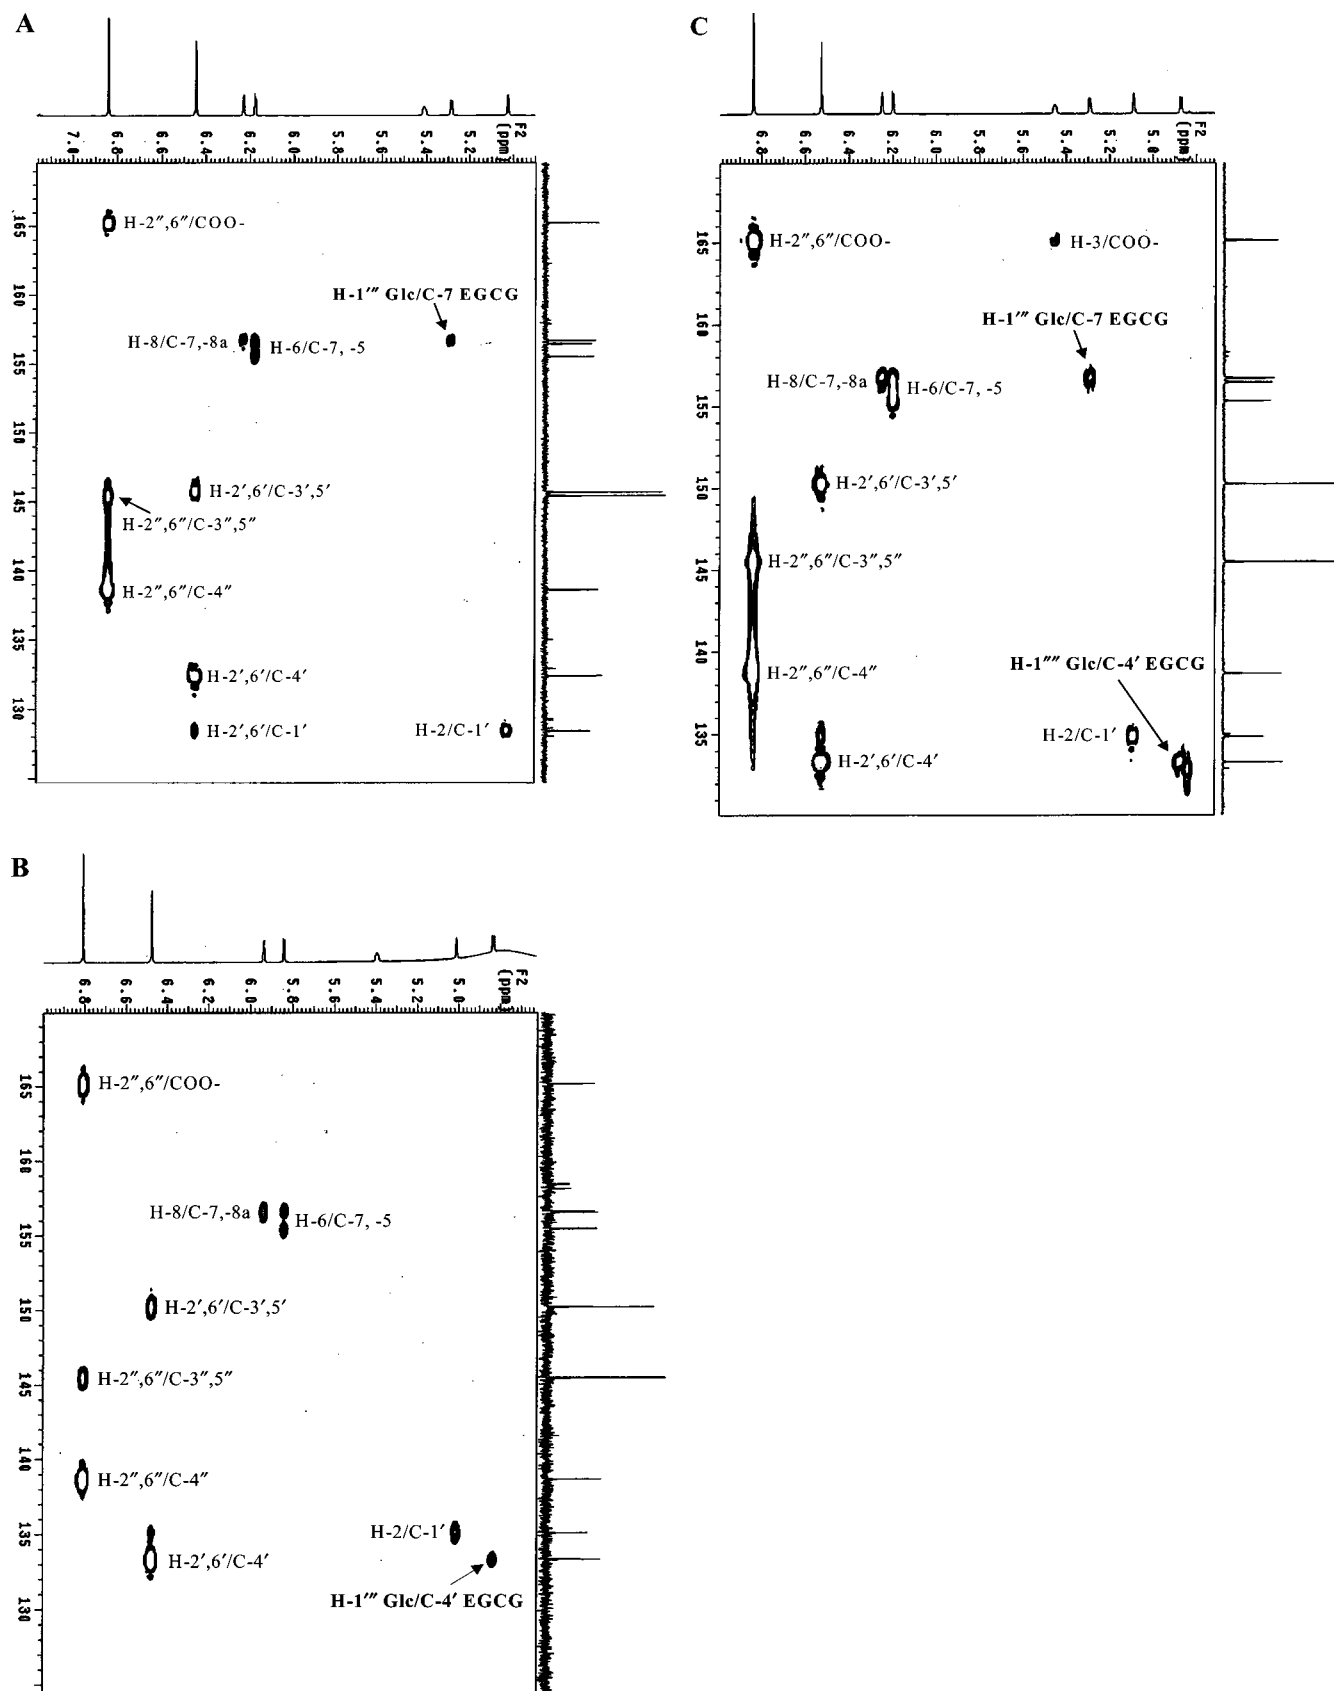 A
7.0 6.8 6.6 6.4 6.2 6.0 5.8 5.6 5.4 5.2 F2 [ppm]
165
160
155
150
145
140
135
130
H-2″,6″/COO-
H-1‴ Glc/C-7 EGCG
H-8/C-7,-8a
H-6/C-7, -5
H-2′,6′/C-3′,5′
H-2″,6″/C-3″,5″
H-2″,6″/C-4″
H-2′,6′/C-4′
H-2′,6′/C-1′
H-2/C-1′
C
6.8 6.6 6.4 6.2 6.0 5.8 5.6 5.4 5.2 5.0 F2 [ppm]
165
160
155
150
145
140
135
H-2″,6″/COO-
H-3/COO-
H-1‴ Glc/C-7 EGCG
H-8/C-7,-8a
H-6/C-7, -5
H-2′,6′/C-3′,5′
H-2″,6″/C-3″,5″
H-1⁗ Glc/C-4′ EGCG
H-2″,6″/C-4″
H-2/C-1′
H-2′,6′/C-4′
B
6.8 6.6 6.4 6.2 6.0 5.8 5.6 5.4 5.2 5.0 F2 [ppm]
165
160
155
150
145
140
135
130
H-2″,6″/COO-
H-8/C-7,-8a
H-6/C-7, -5
H-2′,6′/C-3′,5′
H-2″,6″/C-3″,5″
H-2″,6″/C-4″
H-2/C-1′
H-2′,6′/C-4′
H-1‴ Glc/C-4′ EGCG